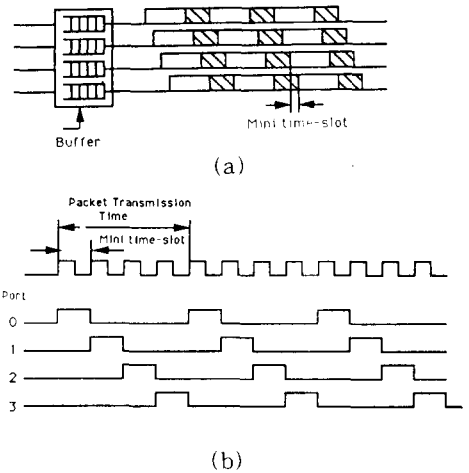 Mini time-slot
Buffer
(a)
Packet Transmission
Time
Mini time-slot
Port
0
1
2
3
(b)